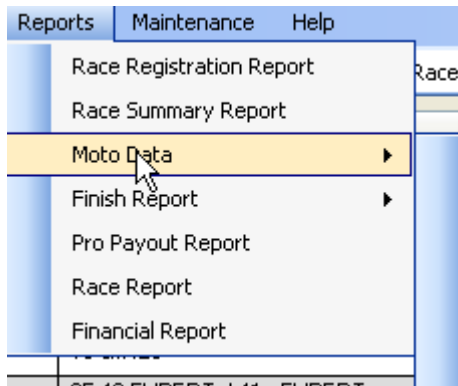 Reports Maintenance Help
Race Registration Report
Race
Race Summary Report
Moto Data
Finish Report
Pro Payout Report
Race Report
Financial Report